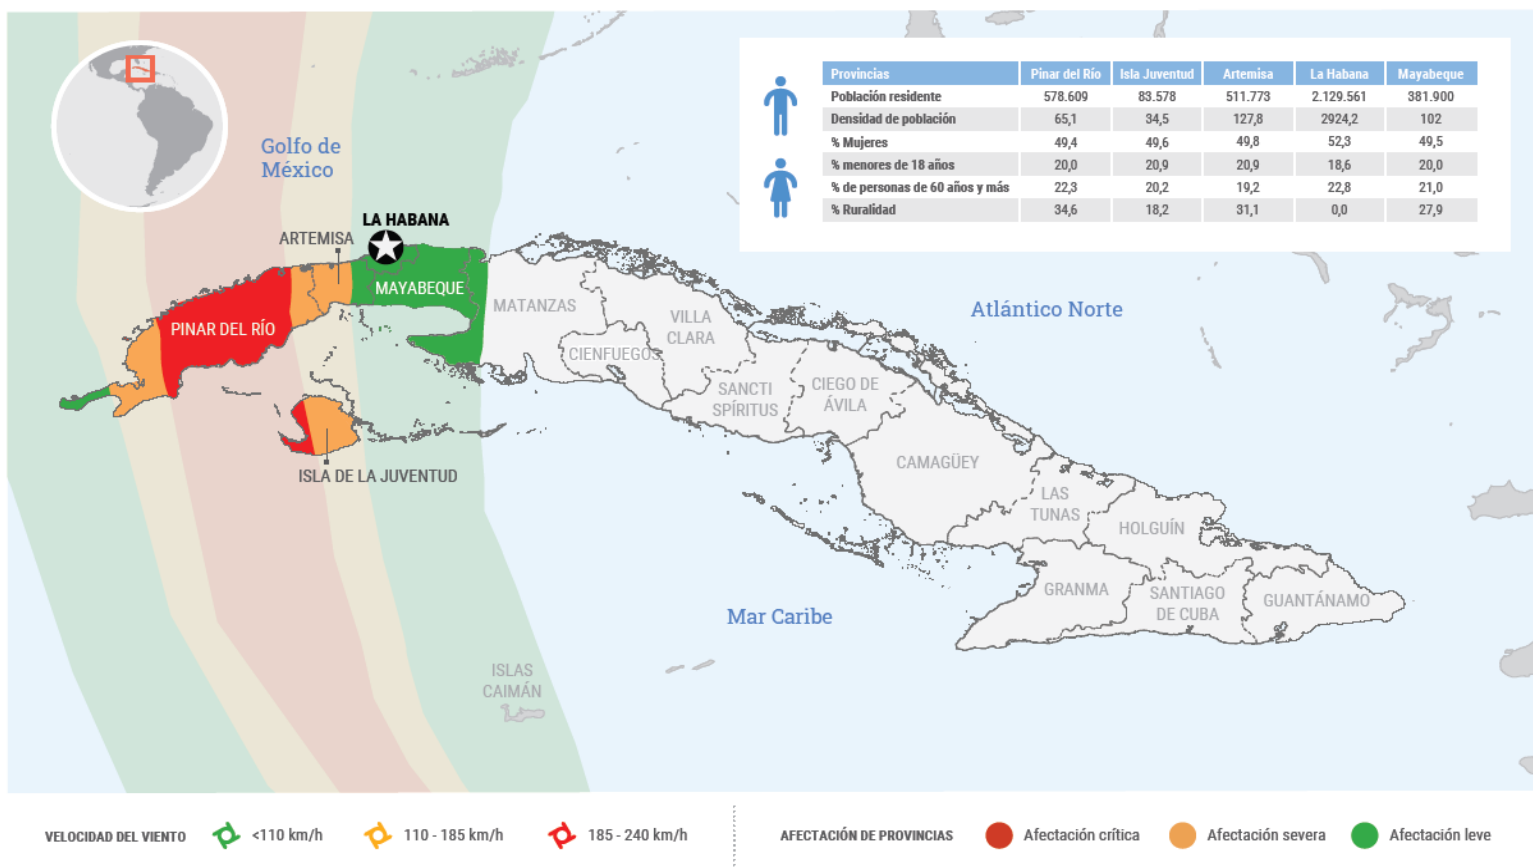 Provincias Pinar del Río Isla Juventud Artemisa La Habana Mayabeque
Población residente 578.609 83.578 511.773 2.129.561 381.900
Densidad de población 65,1 34,5 127,8 2924,2 102
% Mujeres 49,4 49,6 49,8 52,3 49,5
% menores de 18 años 20,0 20,9 20,9 18,6 20,0
% de personas de 60 años y más 22,3 20,2 19,2 22,8 21,0
% Ruralidad 34,6 18,2 31,1 0,0 27,9
Golfo de
México
LA HABANA
ARTEMISA
MAYABEQUE
PINAR DEL RÍO
ISLA DE LA JUVENTUD
MATANZAS
VILLA
CLARA
CIENFUEGOS
SANCTI
SPÍRITUS
CIEGO DE
ÁVILA
Atlántico Norte
CAMAGÜEY
LAS
TUNAS
HOLGUÍN
GRANMA
SANTIAGO
DE CUBA
GUANTÁNAMO
Mar Caribe
ISLAS
CAIMÁN
VELOCIDAD DEL VIENTO <110 km/h 110 - 185 km/h 185 - 240 km/h
AFECTACIÓN DE PROVINCIAS Afectación crítica Afectación severa Afectación leve